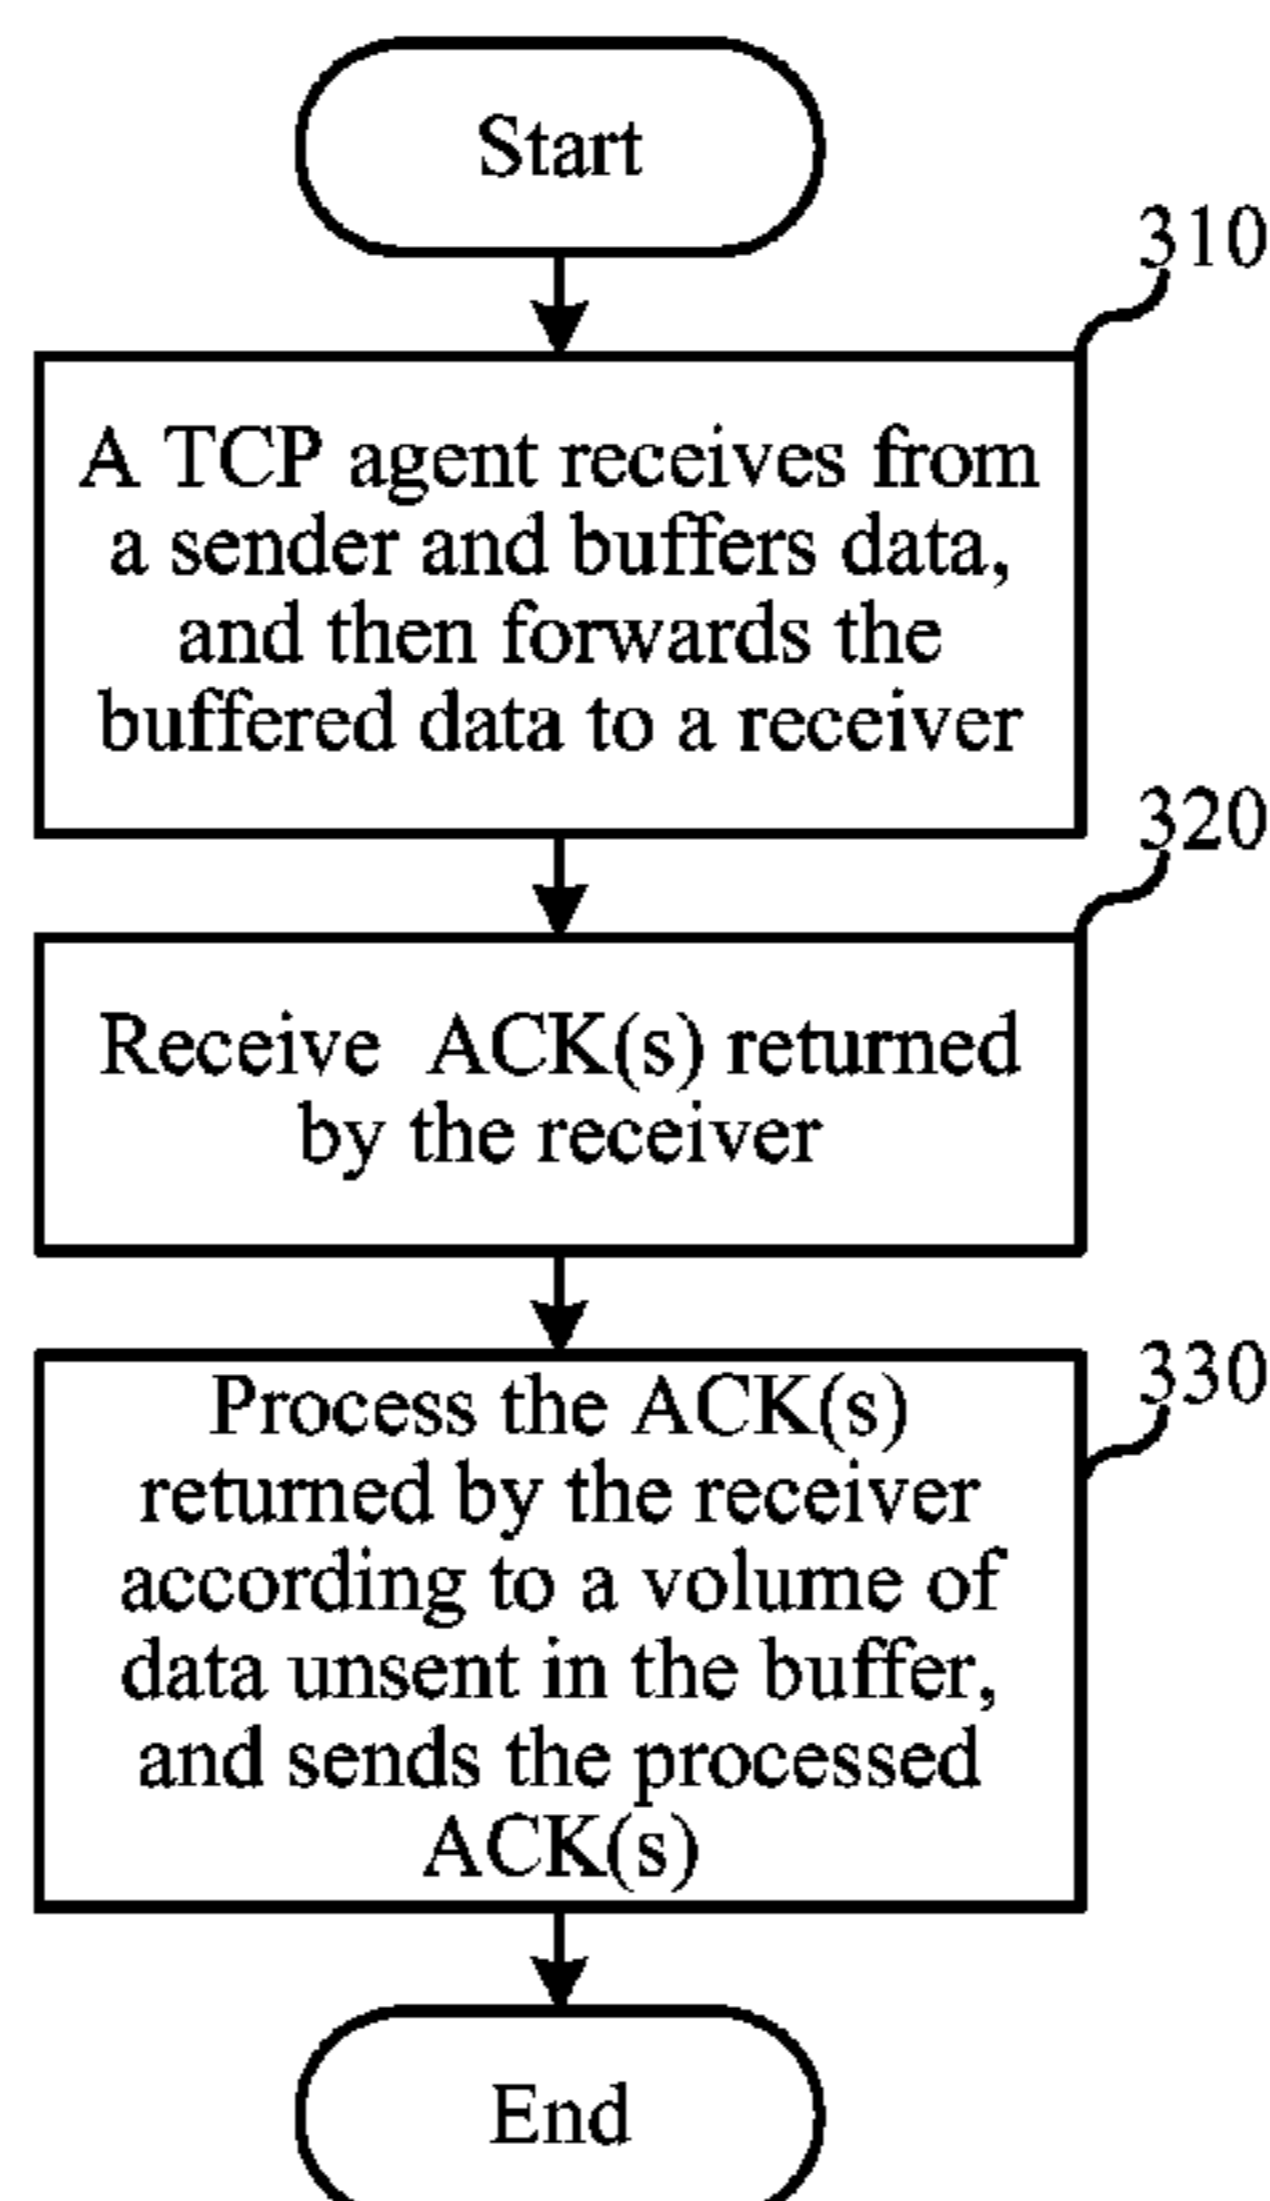 Start
310
A TCP agent receives from
a sender and buffers data,
and then forwards the
buffered data to a receiver
320
Receive ACK(s) returned
by the receiver
330
Process the ACK(s)
returned by the receiver
according to a volume of
data unsent in the buffer,
and sends the processed
ACK(s)
End